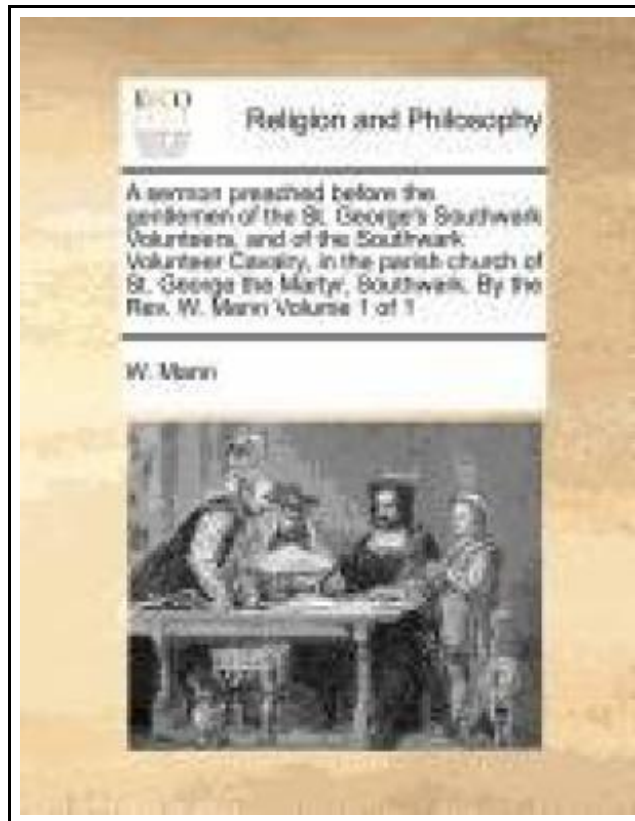 ECCO
Religion and Philosophy
A sermon preached before the
gentlemen of the St. George's Southwark
Volunteers, and of the Southwark
Volunteer Cavalry, in the parish church of
St. George the Martyr, Southwark. By the
Rev. W. Mann Volume 1 of 1
W. Mann